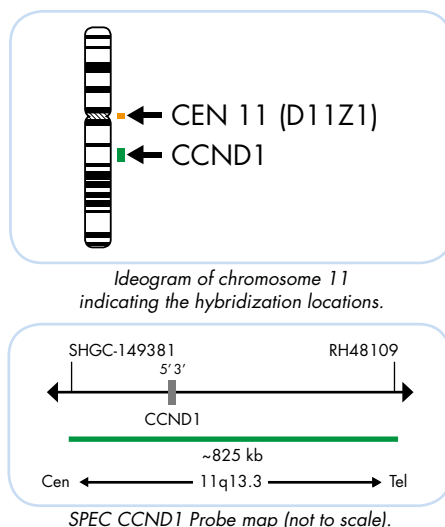 CEN 11 (D11Z1)
CCND1
Ideogram of chromosome 11
indicating the hybridization locations.
SHGC-149381 RH48109
5' 3'
CCND1
~825 kb
Cen 11q13.3 Tel
SPEC CCND1 Probe map (not to scale).